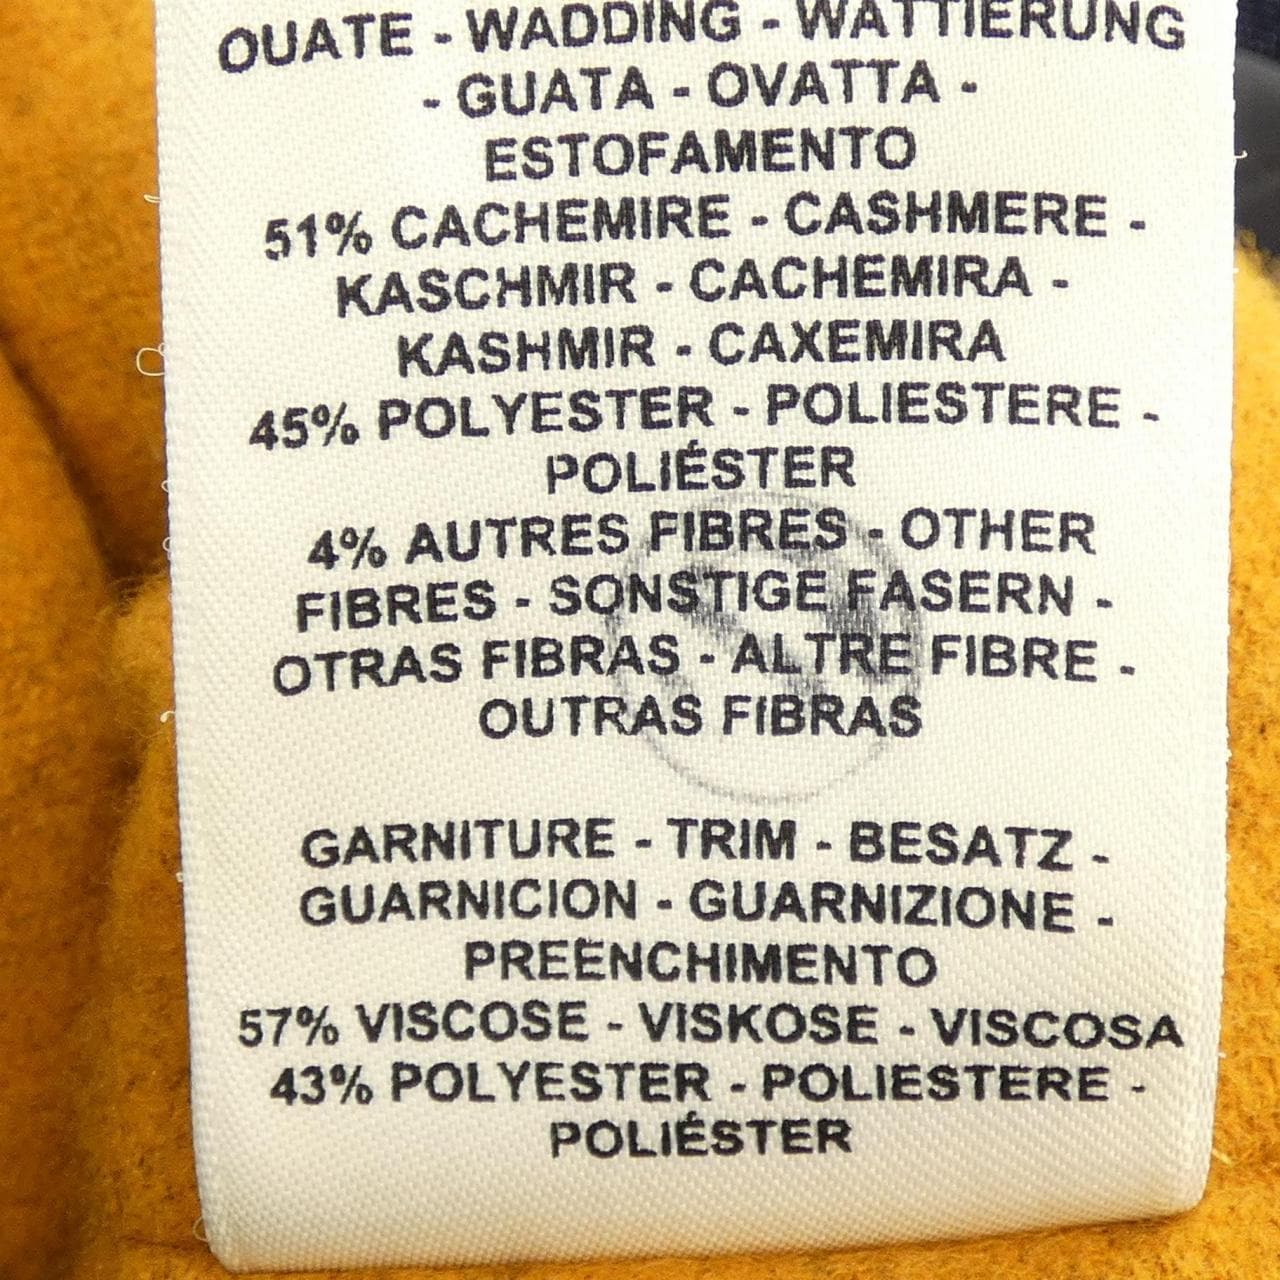 OUATE - WADDING - WATTIERUNG
- GUATA - OVATTA -
ESTOFAMENTO
51% CACHEMIRE - CASHMERE -
KASCHMIR - CACHEMIRA -
KASHMIR - CAXEMIRA
45% POLYESTER - POLIESTERE -
POLIÉSTER
4% AUTRES FIBRES - OTHER
FIBRES - SONSTIGE FASERN -
OTRAS FIBRAS - ALTRE FIBRE -
OUTRAS FIBRAS
GARNITURE - TRIM - BESATZ -
GUARNICION - GUARNIZIONE -
PREENCHIMENTO
57% VISCOSE - VISKOSE - VISCOSA
43% POLYESTER - POLIESTERE -
POLIÉSTER